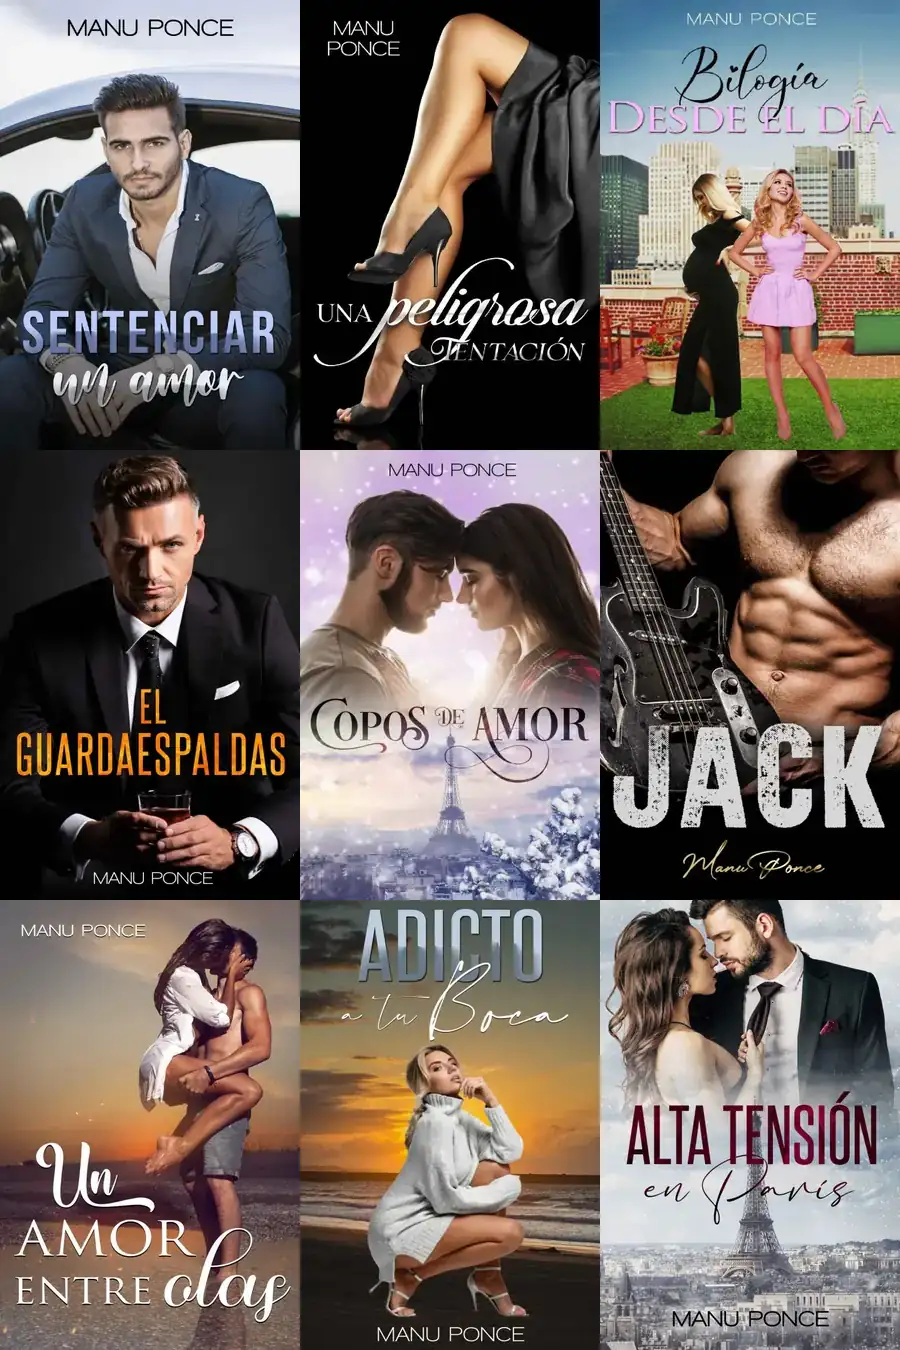 MANU PONCE
SENTENCIAR
un amor
MANU
PONCE
UNA peligrosa
TENTACIÓN
MANU PONCE
Bilogía
DESDE EL DÍA
EL
GUARDAESPALDAS
MANU PONCE
MANU PONCE
COPOS DE AMOR
JACK
Manu Ponce
MANU PONCE
Un
AMOR
ENTRE olas
ADICTO
a tu Boca
MANU PONCE
ALTA TENSIÓN
en París
MANU PONCE